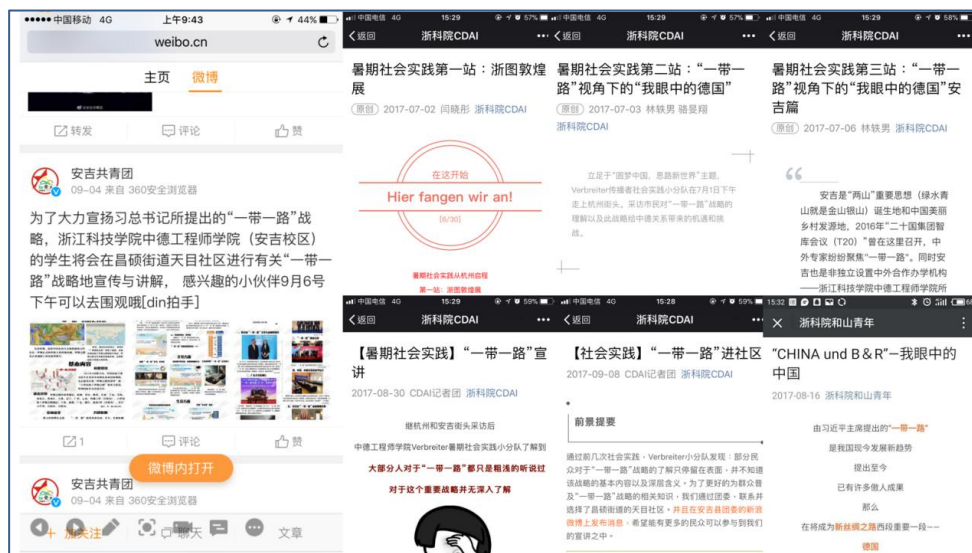 中国移动 4G
上午9:43
44%
weibo.cn
主页 微博
转发 评论 赞
安吉共青团
09-04 来自 360安全浏览器
为了大力宣扬习总书记所提出的“一带一路”战
略，浙江科技学院中德工程师学院（安吉校区）
的学生将会在昌硕街道天目社区进行有关“一带一
路”战略地宣传与讲解， 感兴趣的小伙伴9月6号
下午可以去围观哦[din拍手]
1 评论 赞
微博内打开
安吉共青团
09-04 来自 360安全浏览器
加关注 聊天 文章
中国电信 4G 15:29 57%
返回 浙科院CDAI
暑期社会实践第一站：浙图敦煌
展
原创 2017-07-02 闫晓彤 浙科院CDAI
在这开始
Hier fangen wir an!
[6/30]
暑期社会实践从杭州启程
第一站：浙图敦煌展
中国电信 4G 15:29 57%
返回 浙科院CDAI
暑期社会实践第二站：“一带一
路”视角下的“我眼中的德国”
原创 2017-07-03 林轶男 骆旻翔
浙科院CDAI
立足于“圆梦中国，思路新世界”主题，
Verbreiter传播者社会实践小分队在7月1日下午
走上杭州街头。采访市民对“一带一路”战略的
理解以及此战略给中德关系带来的机遇和挑
战。
中国电信 4G 15:29 58%
返回 浙科院CDAI
暑期社会实践第三站：“一带一
路”视角下的“我眼中的德国”安
吉篇
原创 2017-07-06 林轶男 浙科院CDAI
安吉是“两山”重要思想（绿水青
山就是金山银山）诞生地和中国美丽
乡村发源地，2016年“二十国集团智
库会议（T20）”曾在这里召开，中
外专家纷纷聚焦“一带一路”。同时安
吉也是非独立设置中外合作办学机构
——浙江科技学院中德工程师学院所
中国电信 4G 15:29 59%
返回 浙科院CDAI
【暑期社会实践】“一带一路”宣
讲
2017-08-30 CDAI记者团 浙科院CDAI
继杭州和安吉街头采访后
中德工程师学院Verbreiter暑期社会实践小分队了解到
大部分人对于“一带一路”都只是粗浅的听说过
对于这个重要战略并无深入了解
中国电信 4G 15:28 59%
返回 浙科院CDAI
【社会实践】“一带一路”进社区
2017-09-08 CDAI记者团 浙科院CDAI
前景提要
通过前几次社会实践，Verbreiter小分队发现：部分民
众对于“一带一路”战略的了解只停留在表面，并不知道
该战略的基本内容以及深层含义，为了更好的为群众普
及“一带一路”战略的相关知识，我们通过团委，联系并
选择了昌硕街道的天目社区，并且在安吉县团委的新浪
微博上发布消息，希望能有更多的民众可以参与到我们
的宣讲之中。
15:32
浙科院和山青年
“CHINA und B＆R”—我眼中的
中国
2017-08-16 浙科院和山青年
由习近平主席提出的“一带一路”
是我国现今发展新趋势
提出至今
已有许多傲人成果
那么
在将成为新丝绸之路西段重要一段——
德国